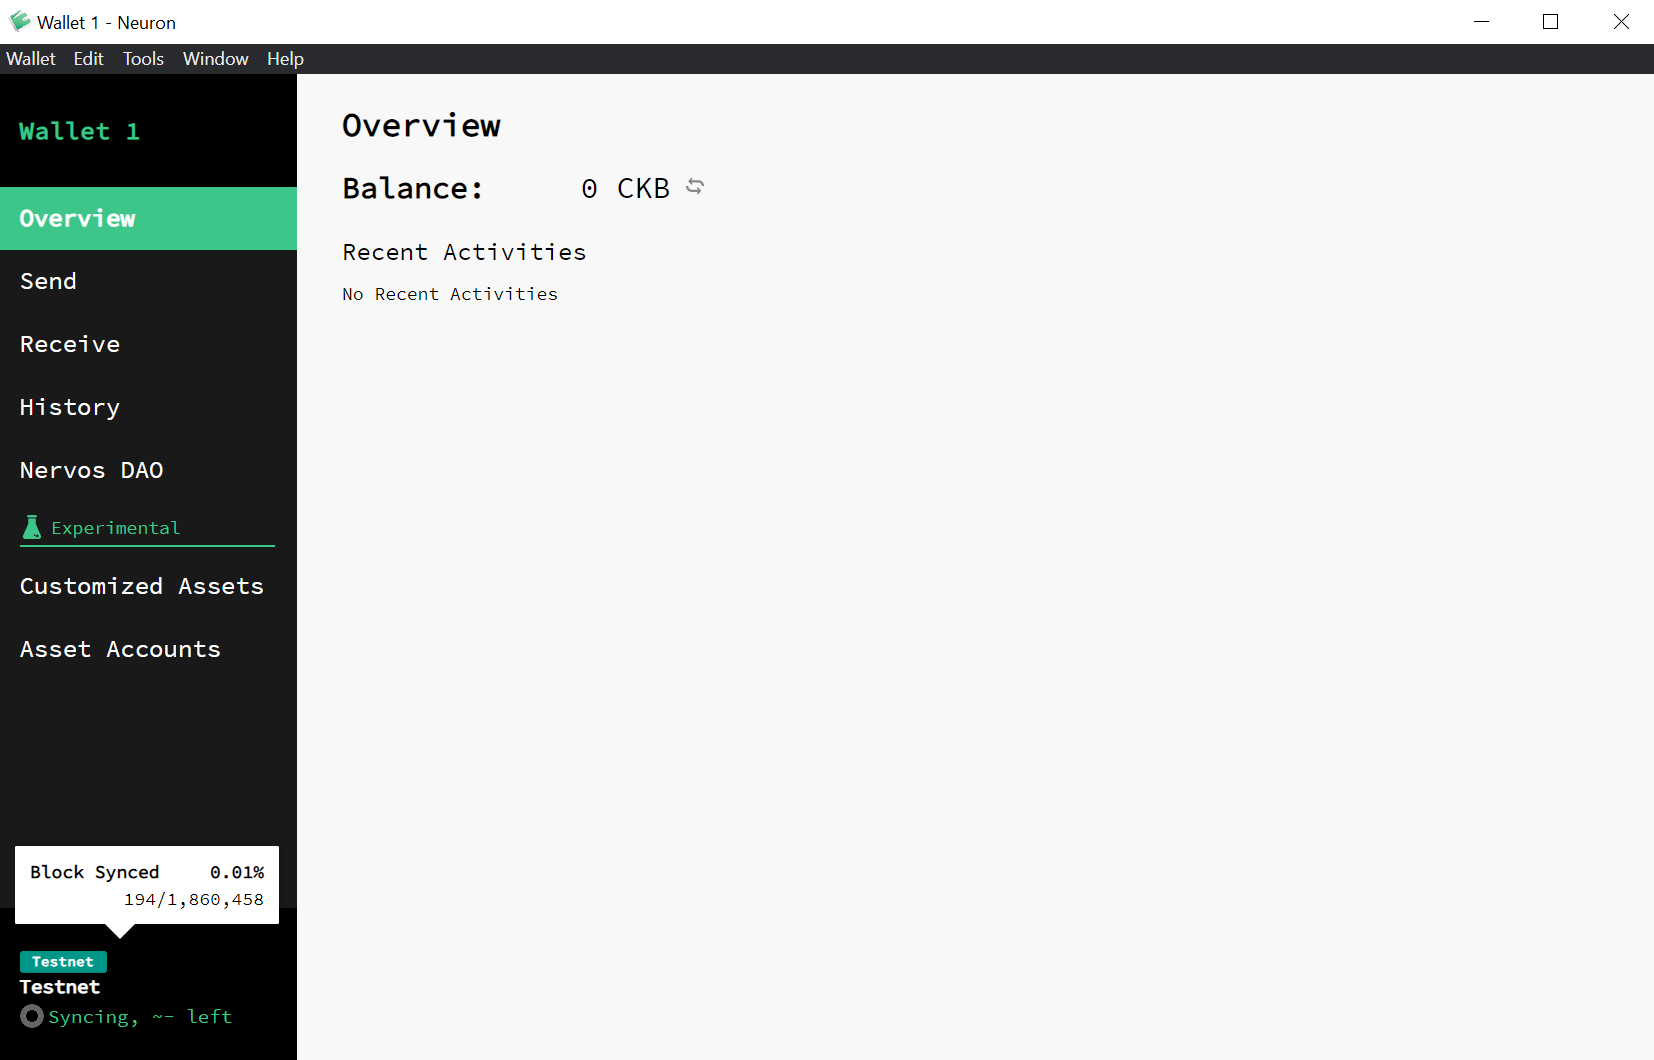 Wallet 1 - Neuron
Wallet Edit Tools Window Help
Wallet 1
Overview
Send
Receive
History
Nervos DAO
Experimental
Customized Assets
Asset Accounts
Block Synced 0.01%
194/1,860,458
Testnet
Testnet
Syncing, ~- left
Overview
Balance: 0 CKB
Recent Activities
No Recent Activities